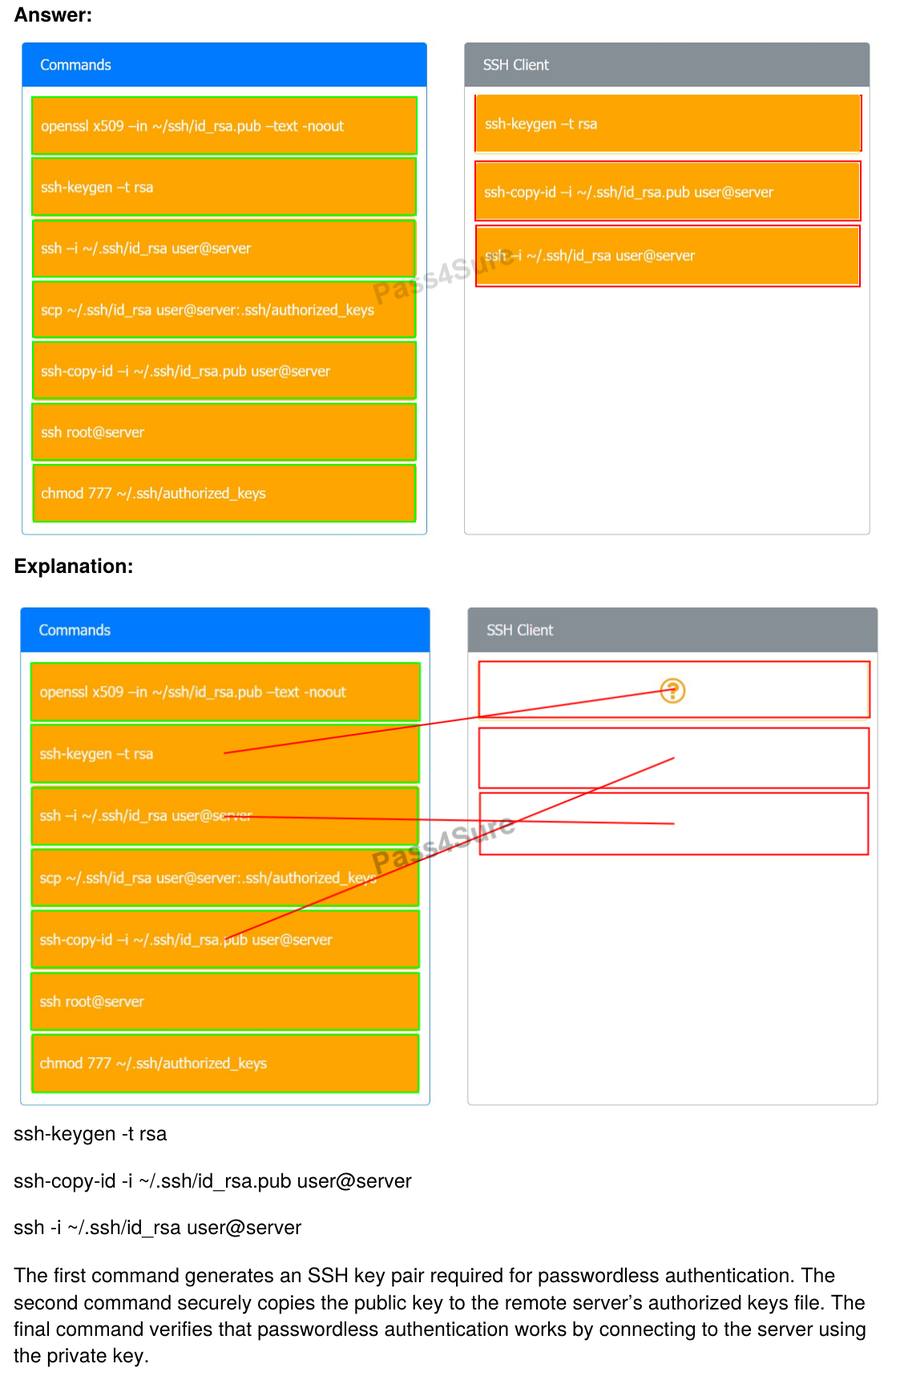 Answer:
Commands
openssl x509 –in ~/ssh/id_rsa.pub –text -noout
ssh-keygen –t rsa
ssh –i ~/.ssh/id_rsa user@server
scp ~/.ssh/id_rsa user@server:.ssh/authorized_keys
ssh-copy-id –i ~/.ssh/id_rsa.pub user@server
ssh root@server
chmod 777 ~/.ssh/authorized_keys
SSH Client
ssh-keygen –t rsa
ssh-copy-id –i ~/.ssh/id_rsa.pub user@server
ssh –i ~/.ssh/id_rsa user@server
Pass4Sure
Explanation:
Commands
openssl x509 –in ~/ssh/id_rsa.pub –text -noout
ssh-keygen –t rsa
ssh –i ~/.ssh/id_rsa user@server
scp ~/.ssh/id_rsa user@server:.ssh/authorized_keys
ssh-copy-id –i ~/.ssh/id_rsa.pub user@server
ssh root@server
chmod 777 ~/.ssh/authorized_keys
SSH Client
?
Pass4Sure
ssh-keygen -t rsa
ssh-copy-id -i ~/.ssh/id_rsa.pub user@server
ssh -i ~/.ssh/id_rsa user@server
The first command generates an SSH key pair required for passwordless authentication. The
second command securely copies the public key to the remote server’s authorized keys file. The
final command verifies that passwordless authentication works by connecting to the server using
the private key.